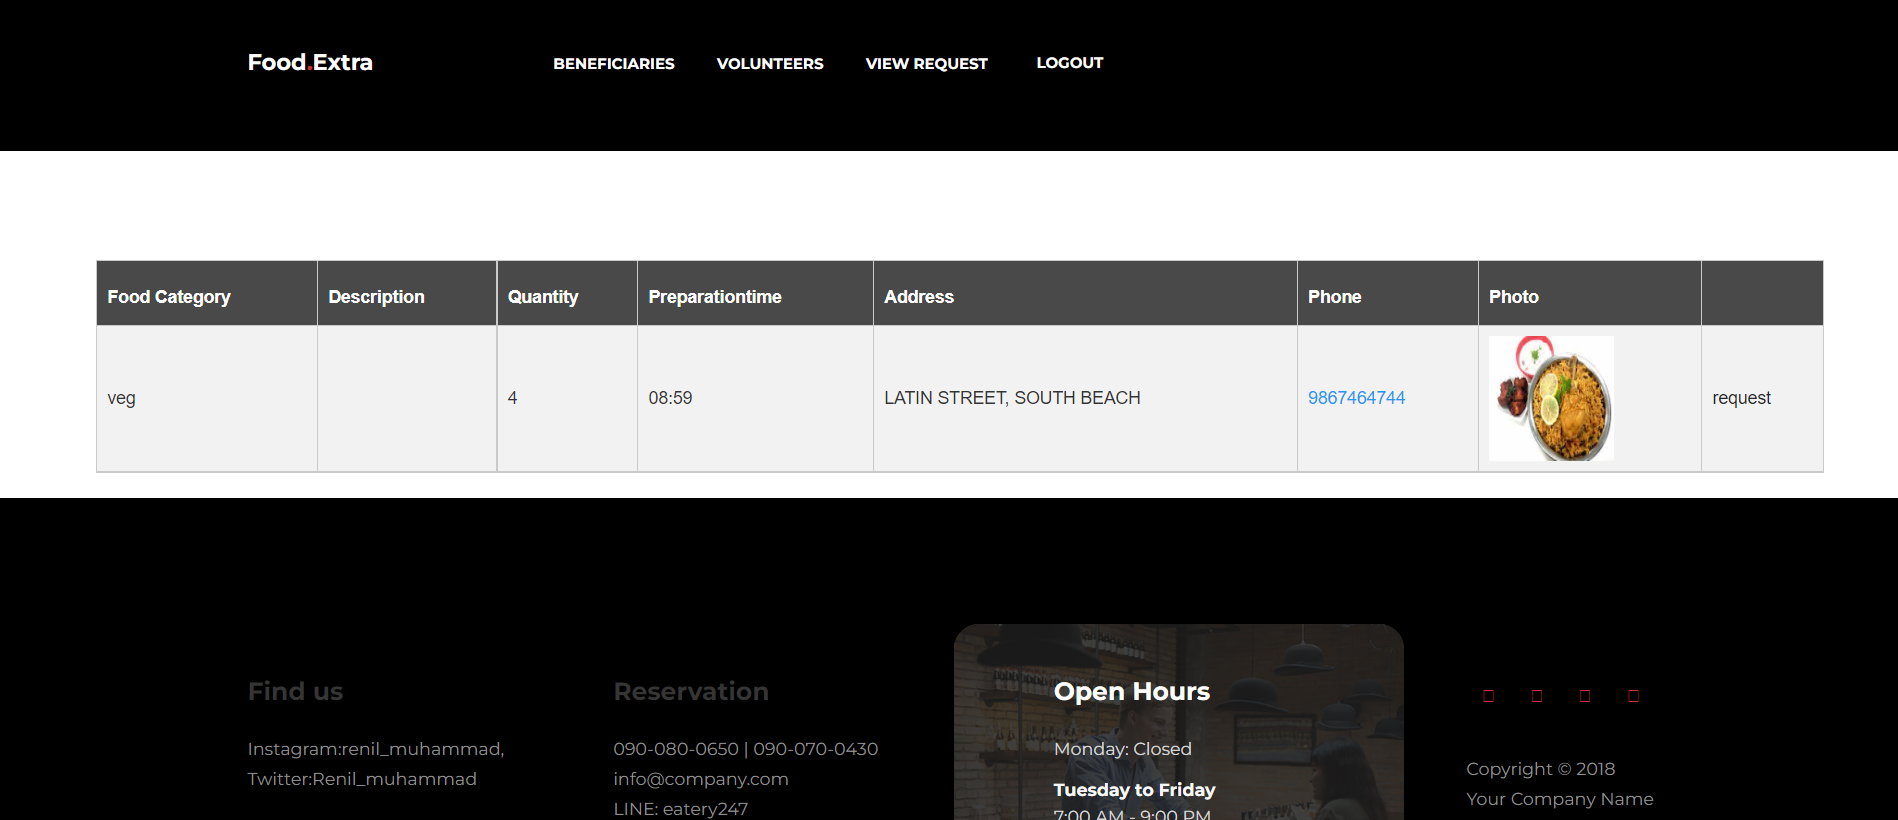 Food.Extra
BENEFICIARIES VOLUNTEERS VIEW REQUEST LOGOUT
Food Category Description Quantity Preparationtime Address Phone Photo
veg 4 08:59 LATIN STREET, SOUTH BEACH 9867464744 request
Find us
Instagram:renil_muhammad,
Twitter:Renil_muhammad
Reservation
090-080-0650 | 090-070-0430
info@company.com
LINE: eatery247
Open Hours
Monday: Closed
Tuesday to Friday
7:00 AM - 9:00 PM
Copyright © 2018
Your Company Name